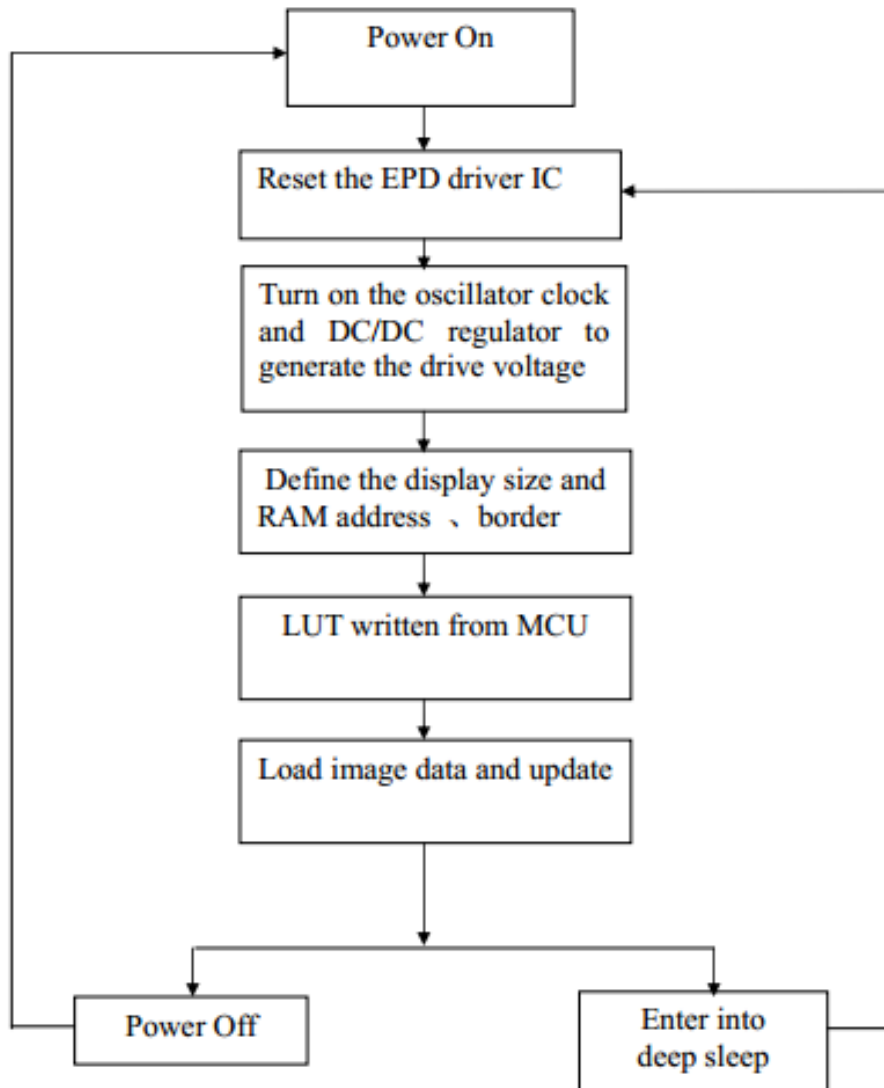 Power On
Reset the EPD driver IC
Turn on the oscillator clock
and DC/DC regulator to
generate the drive voltage
Define the display size and
RAM address 、border
LUT written from MCU
Load image data and update
Power Off
Enter into
deep sleep